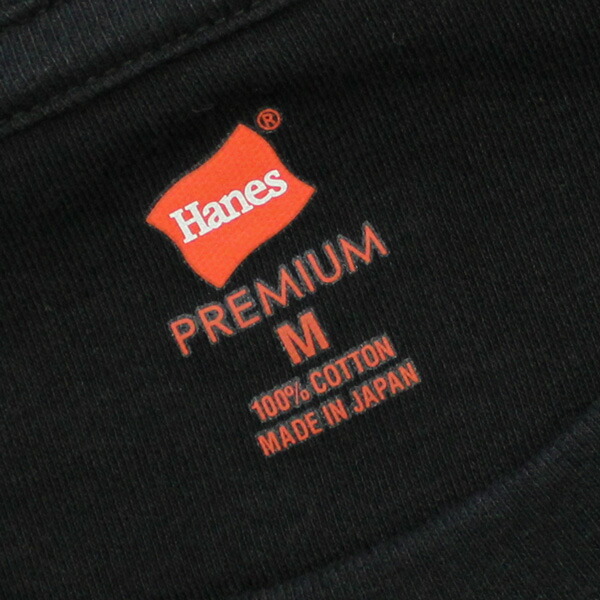 Hanes®
PREMIUM
M
100% COTTON
MADE IN JAPAN